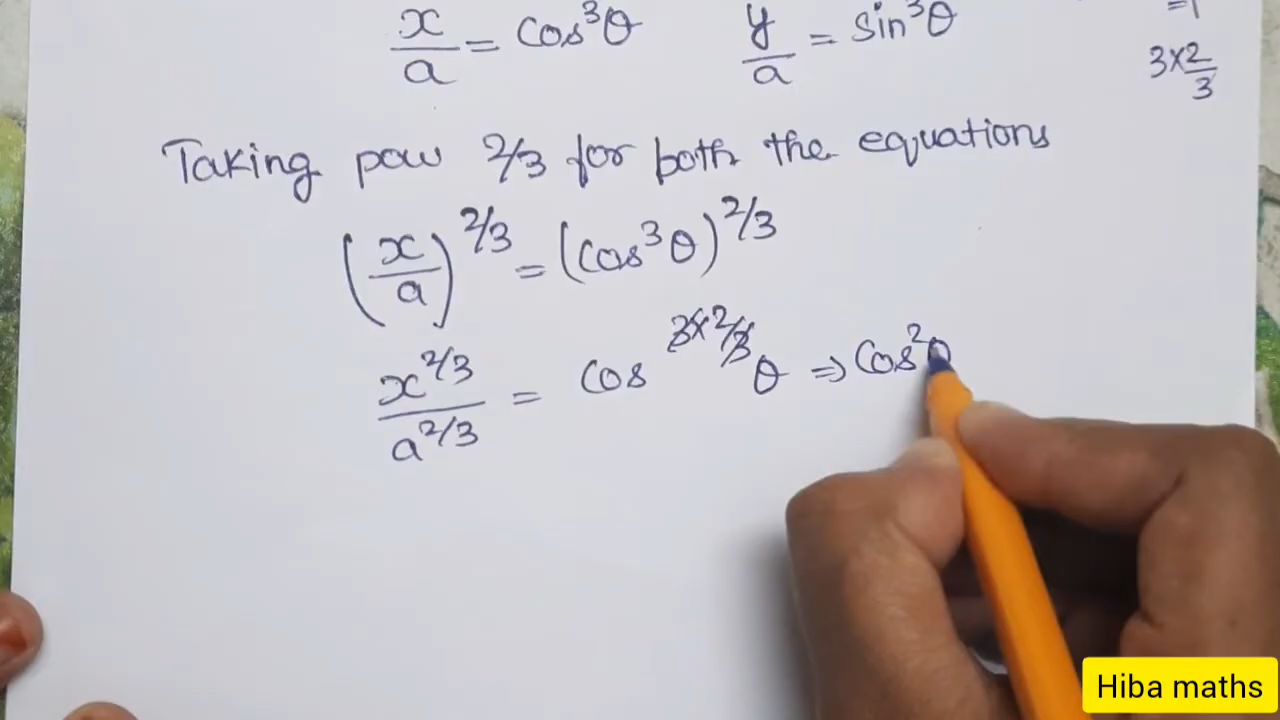 x/a = cos³θ y/a = sin³θ =1
3×2/3
Taking pow 2/3 for both the equations
(x/a)^2/3 = (cos³θ)^2/3
x^2/3 / a^2/3 = cos^3×2/3 θ ⇒ cos²θ
Hiba maths